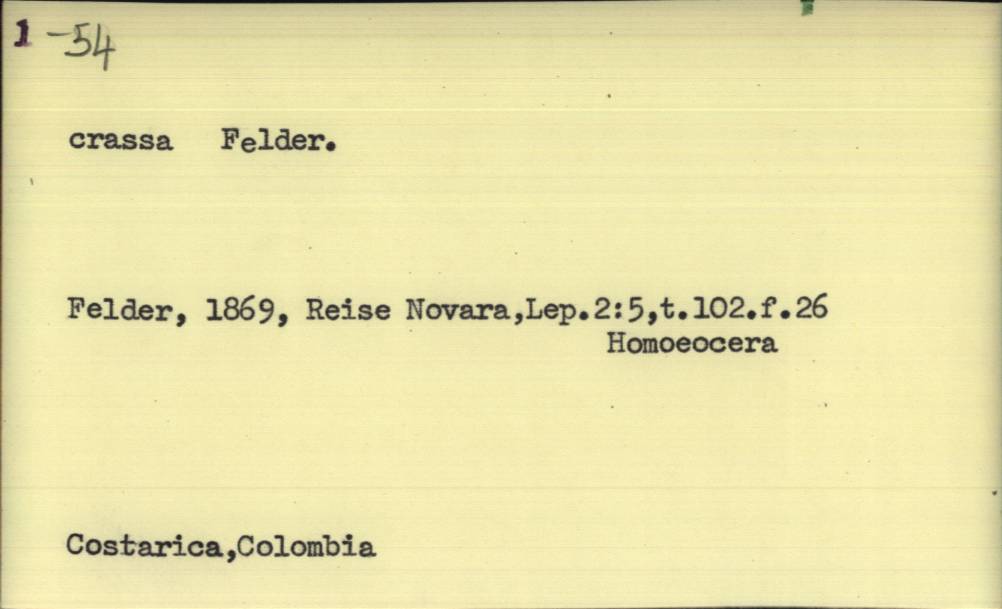 1 -54
crassa Felder.
Felder, 1869, Reise Novara,Lep.2:5,t.102.f.26
Homoeocera
Costarica,Colombia